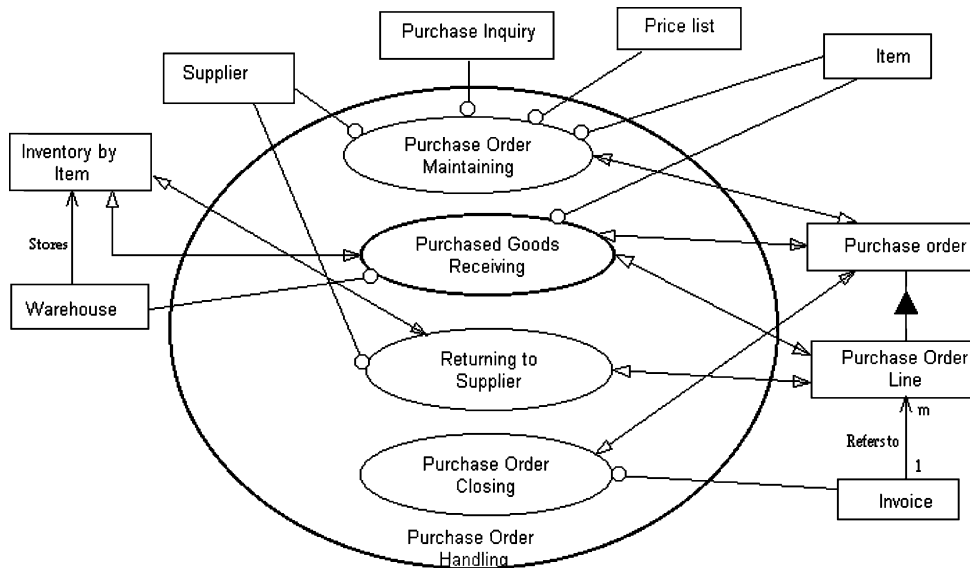 Purchase Inquiry
Price list
Supplier
Item
Inventory by
Item
Purchase Order
Maintaining
Stores
Purchased Goods
Receiving
Purchase order
Warehouse
Returning to
Supplier
Purchase Order
Line
m
Refers to
1
Purchase Order
Closing
Invoice
Purchase Order
Handling